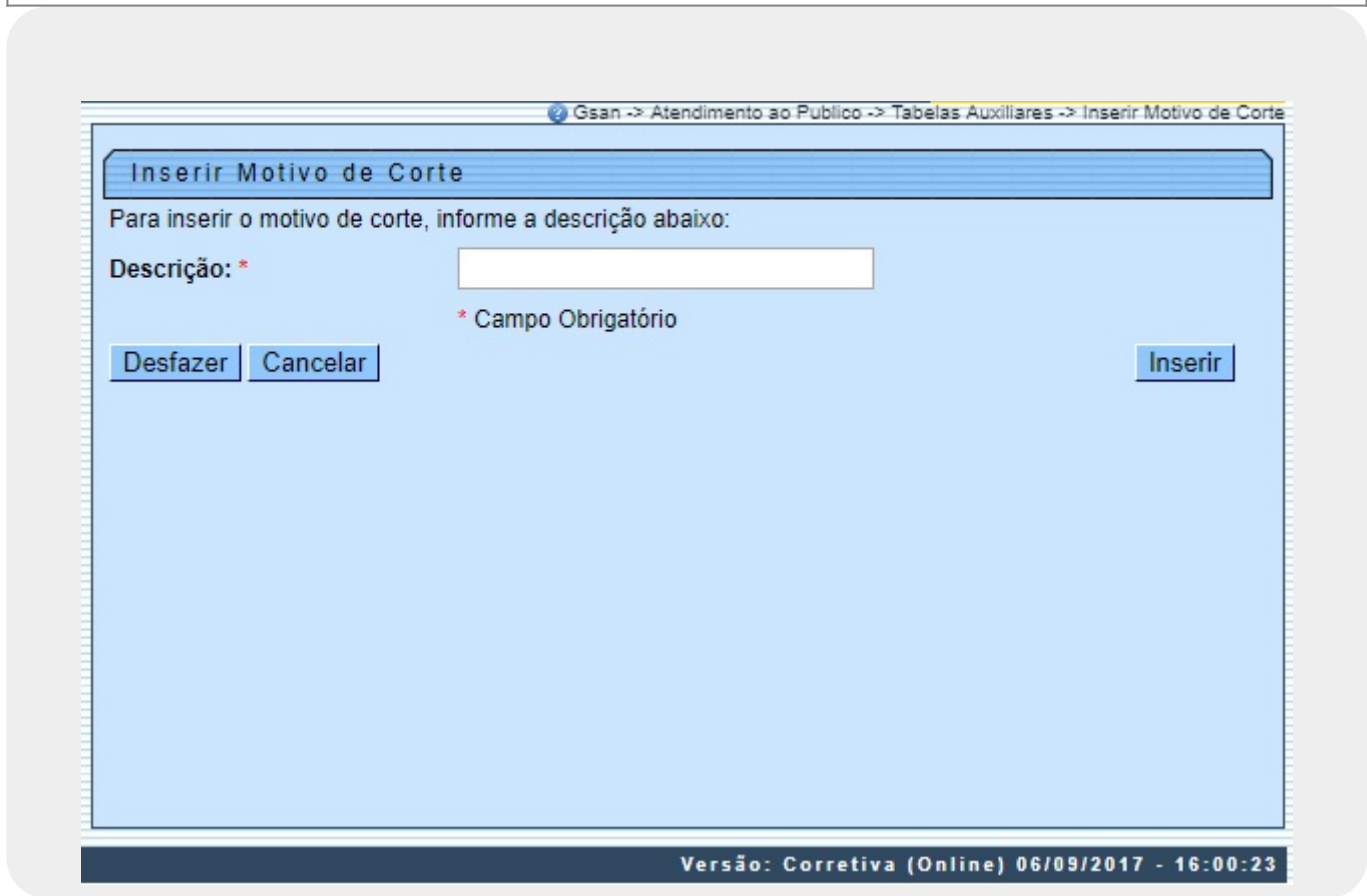 Gsan -> Atendimento ao Publico -> Tabelas Auxiliares -> Inserir Motivo de Corte
Inserir Motivo de Corte
Para inserir o motivo de corte, informe a descrição abaixo:
Descrição: *
* Campo Obrigatório
Desfazer Cancelar Inserir
Versão: Corretiva (Online) 06/09/2017 - 16:00:23